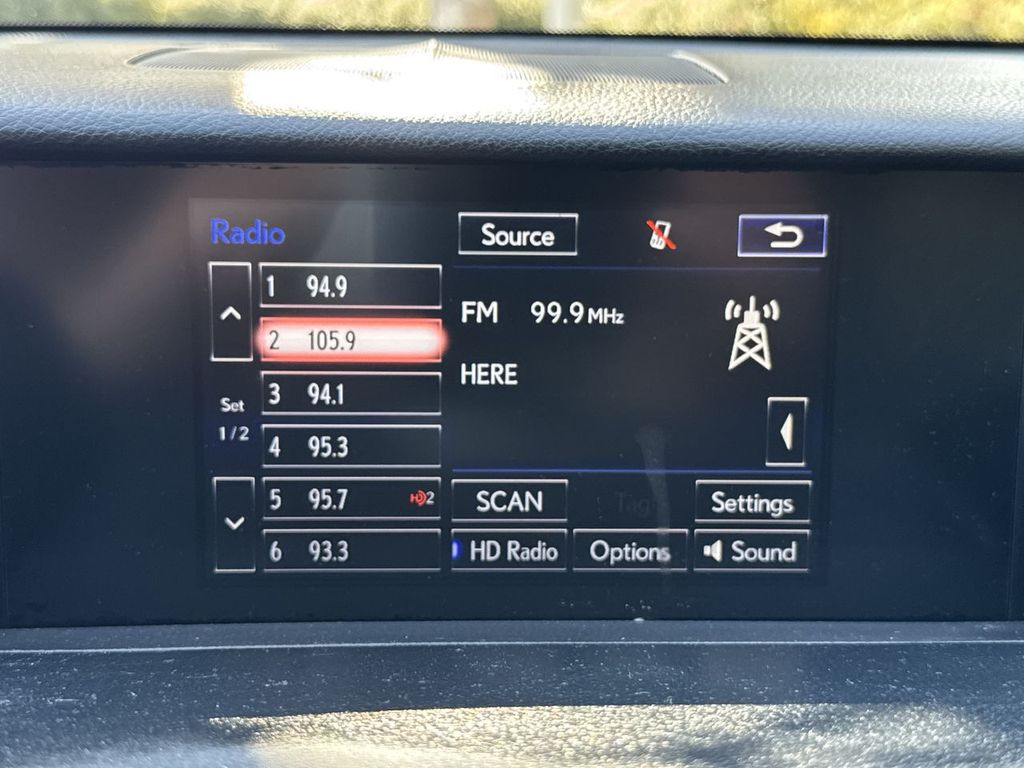 Radio
Source
1 94.9
2 105.9
3 94.1
4 95.3
5 95.7 HD2
6 93.3
Set
1/2
FM 99.9 MHz
HERE
SCAN
Tag
Settings
HD Radio
Options
Sound